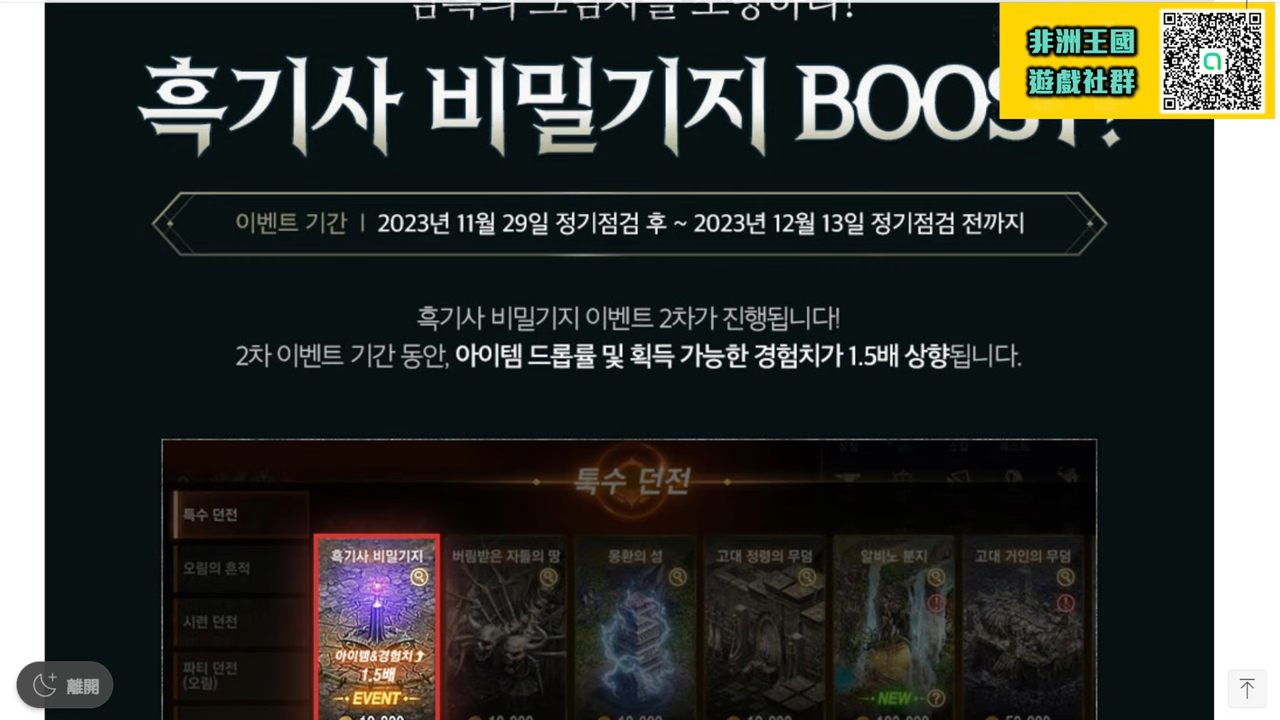 흑기사 비밀기지 BOOST!
非洲王國
遊戲社群
이벤트 기간 | 2023년 11월 29일 정기점검 후 ~ 2023년 12월 13일 정기점검 전까지
흑기사 비밀기지 이벤트 2차가 진행됩니다!
2차 이벤트 기간 동안, 아이템 드롭률 및 획득 가능한 경험치가 1.5배 상향됩니다.
특수 던전
특수 던전
흑기사 비밀기지
버림받은 자들의 땅
몽환의 섬
고대 정령의 무덤
알비노 분지
고대 거인의 무덤
오림의 흔적
시련 던전
파티 던전
(오림)
아이템&경험치↑
1.5배
EVENT
NEW
離開